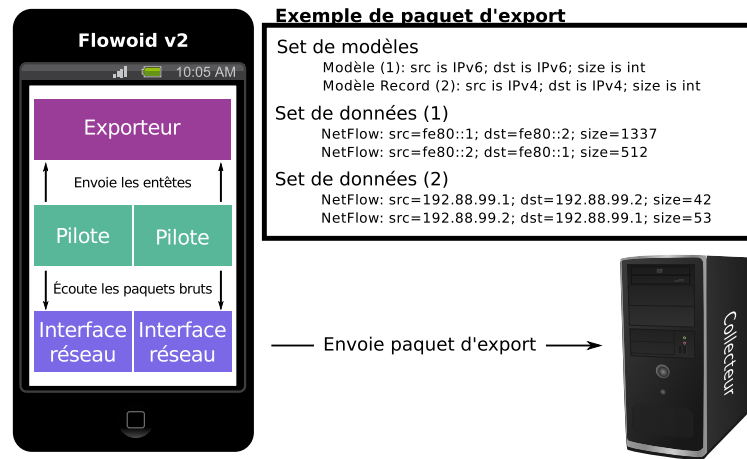 Flowoid v2
10:05 AM
Exporteur
Envoie les entêtes
Pilote
Pilote
Écoute les paquets bruts
Interface
réseau
Interface
réseau
Exemple de paquet d'export
Set de modèles
Modèle (1): src is IPv6; dst is IPv6; size is int
Modèle Record (2): src is IPv4; dst is IPv4; size is int
Set de données (1)
NetFlow: src=fe80::1; dst=fe80::2; size=1337
NetFlow: src=fe80::2; dst=fe80::1; size=512
Set de données (2)
NetFlow: src=192.88.99.1; dst=192.88.99.2; size=42
NetFlow: src=192.88.99.2; dst=192.88.99.1; size=53
Envoie paquet d'export
Collecteur